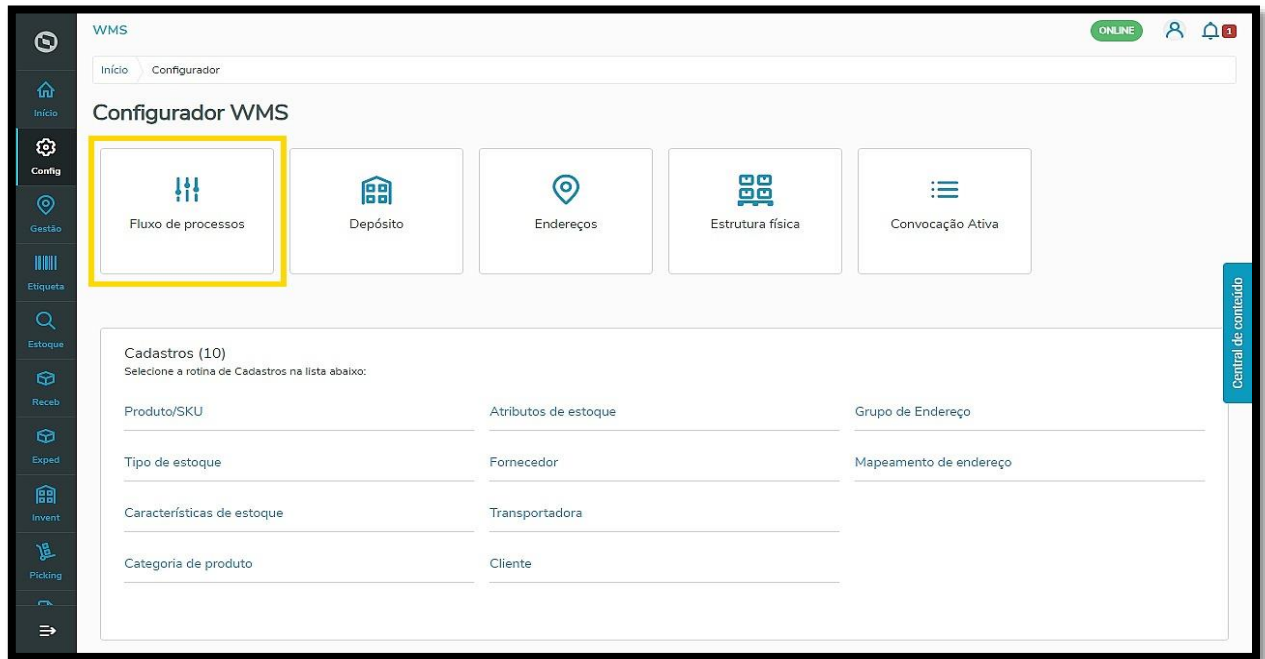 WMS
ONLINE
1
Início
Configurador
Início
Config
Gestão
Etiqueta
Estoque
Receb
Exped
Invent
Picking
Configurador WMS
Fluxo de processos
Depósito
Endereços
Estrutura física
Convocação Ativa
Central de conteúdo
Cadastros (10)
Selecione a rotina de Cadastros na lista abaixo:
Produto/SKU
Atributos de estoque
Grupo de Endereço
Tipo de estoque
Fornecedor
Mapeamento de endereço
Características de estoque
Transportadora
Categoria de produto
Cliente